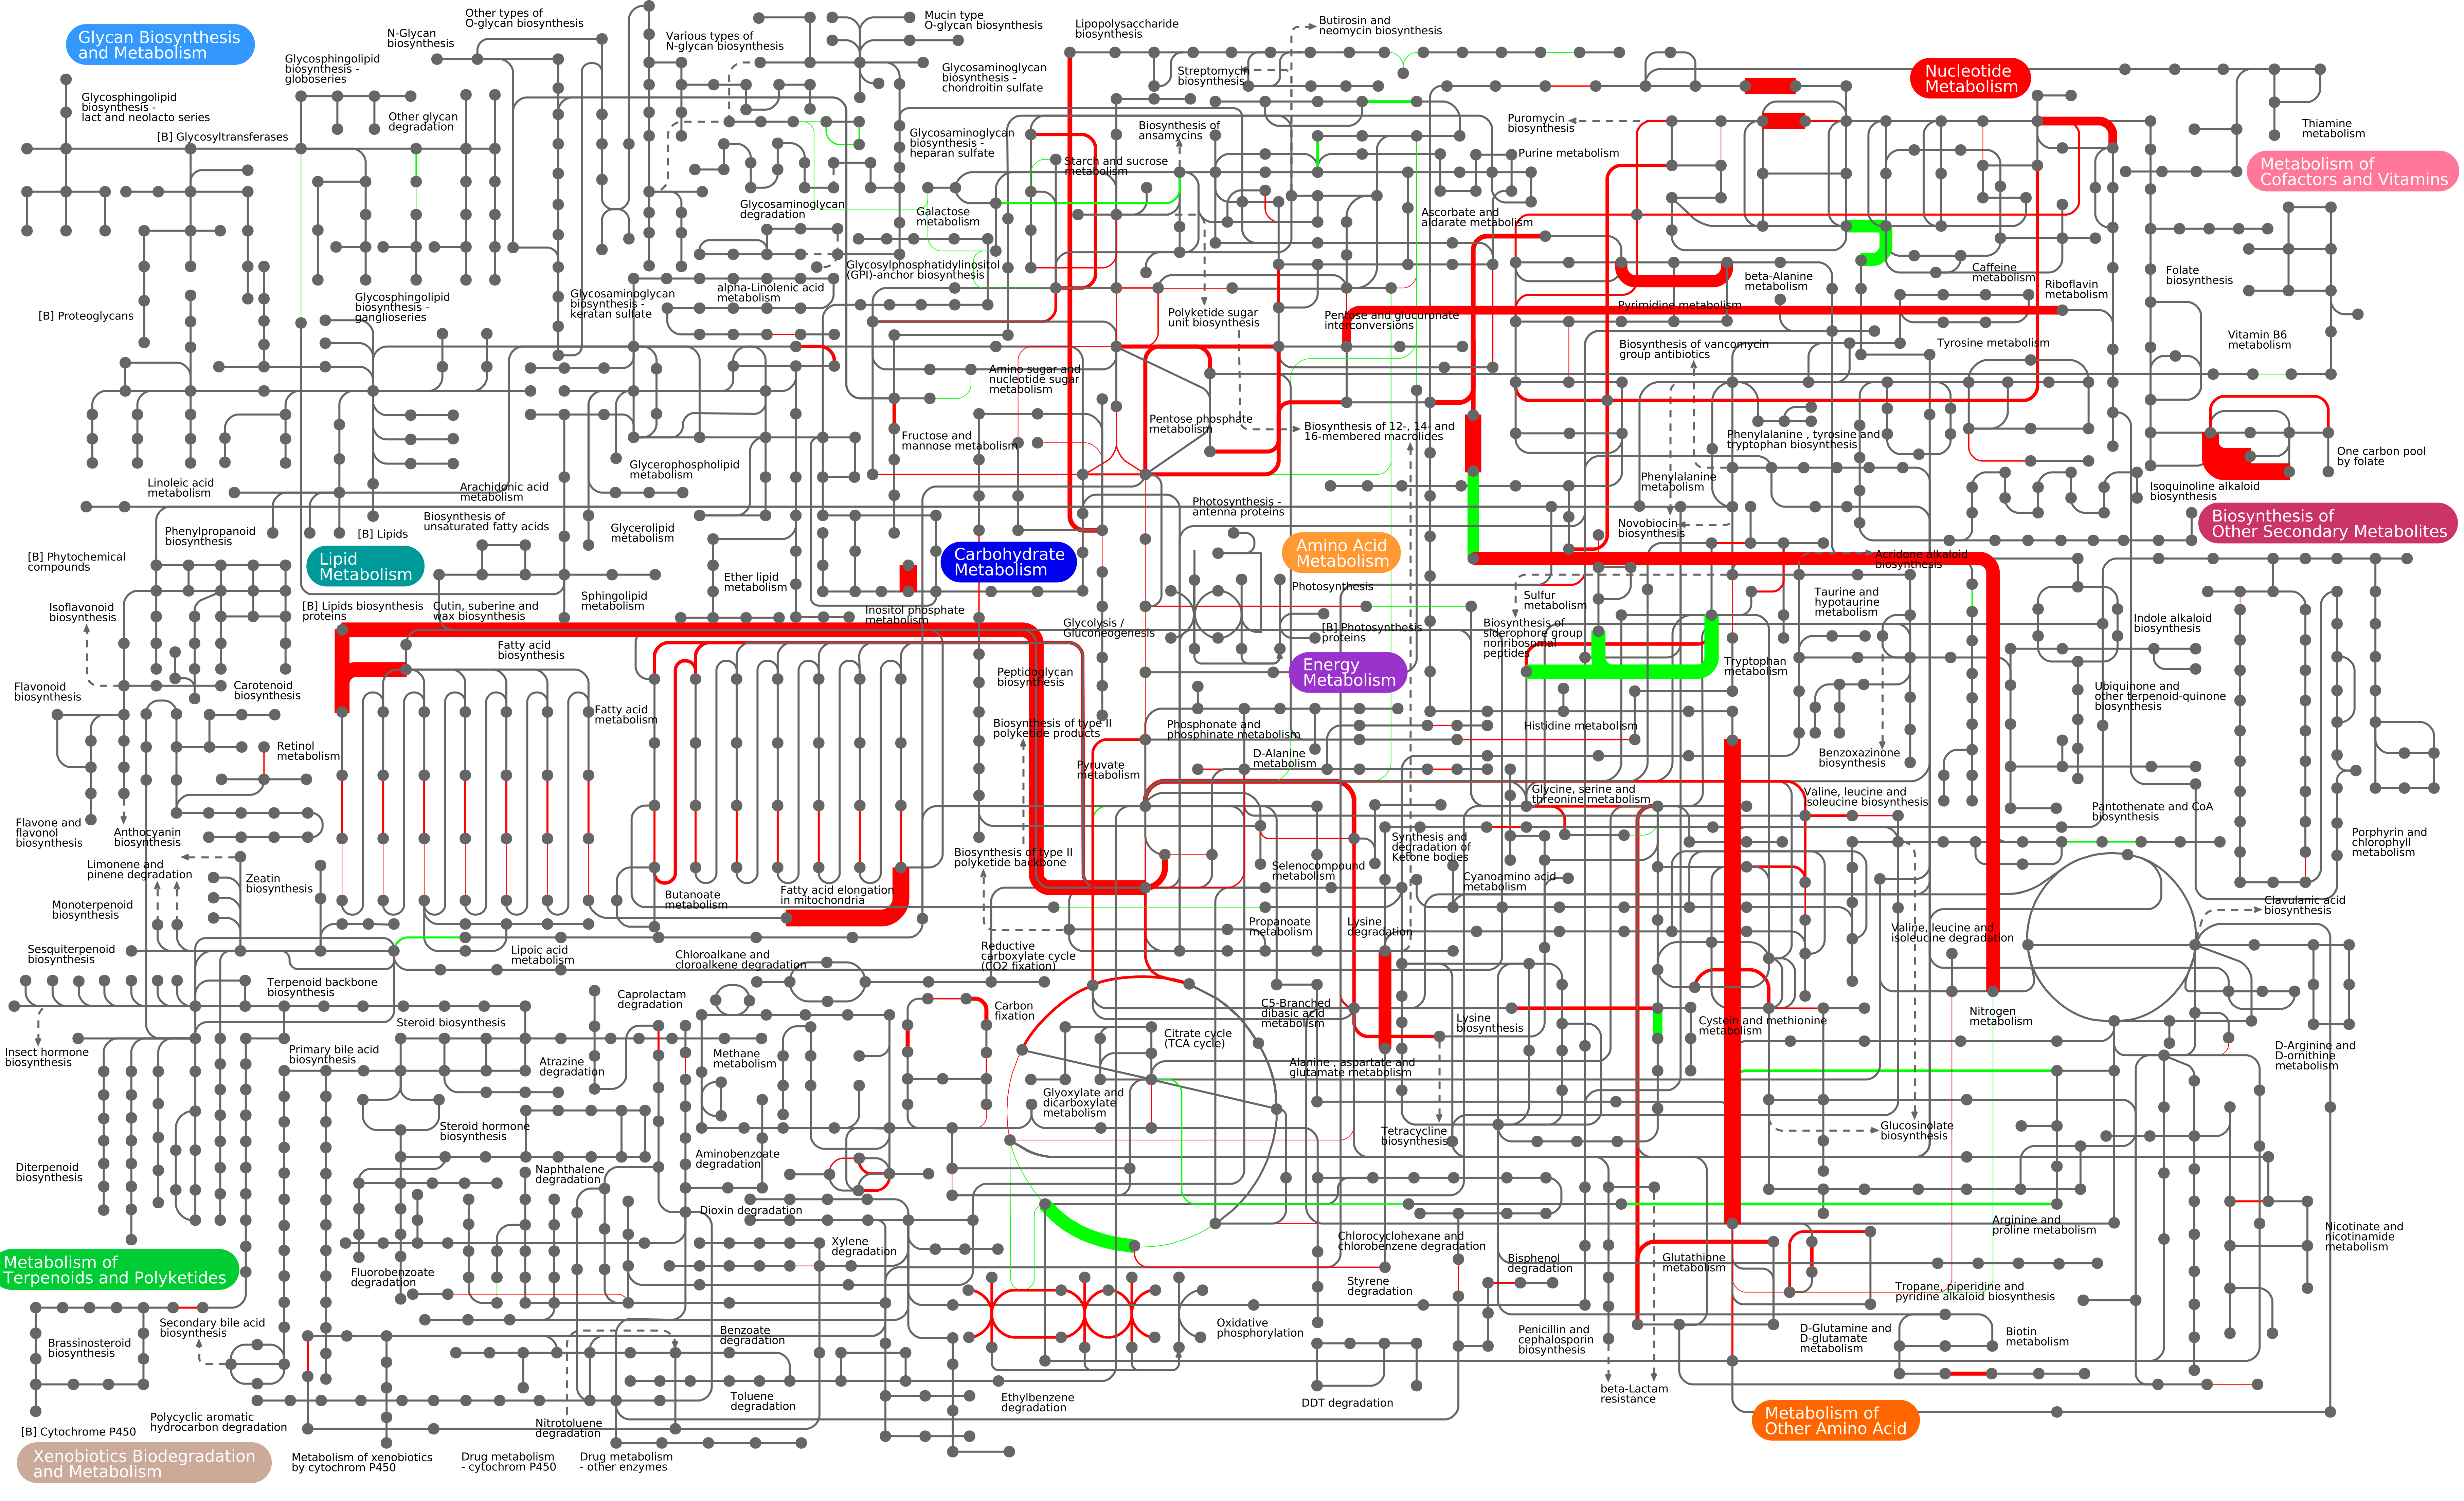 Glycan Biosynthesis
and Metabolism
Other types of
O-glycan biosynthesis
N-Glycan
biosynthesis
Various types of
N-glycan biosynthesis
Mucin type
O-glycan biosynthesis
Lipopolysaccharide
biosynthesis
Butirosin and
neomycin biosynthesis
Glycosphingolipid
biosynthesis -
globoseries
Glycosaminoglycan
biosynthesis -
chondroitin sulfate
Streptomycin
biosynthesis
Nucleotide
Metabolism
Glycosphingolipid
biosynthesis -
lact and neolacto series
[B] Glycosyltransferases
Other glycan
degradation
Glycosaminoglycan
biosynthesis -
heparan sulfate
Biosynthesis of
ansamycins
Puromycin
biosynthesis
Thiamine
metabolism
Starch and sucrose
metabolism
Purine metabolism
Metabolism of
Cofactors and Vitamins
Glycosaminoglycan
degradation
Galactose
metabolism
Ascorbate and
aldarate metabolism
Glycosylphosphatidylinositol
(GPI)-anchor biosynthesis
Caffeine
metabolism
Folate
biosynthesis
beta-Alanine
metabolism
Riboflavin
metabolism
alpha-Linolenic acid
metabolism
Glycosaminoglycan
biosynthesis -
keratan sulfate
Glycosphingolipid
biosynthesis -
ganglioseries
[B] Proteoglycans
Polyketide sugar
unit biosynthesis
Pentose and glucuronate
interconversions
Pyrimidine metabolism
Vitamin B6
metabolism
Biosynthesis of vancomycin
group antibiotics
Tyrosine metabolism
Amino sugar and
nucleotide sugar
metabolism
Pentose phosphate
metabolism
Biosynthesis of 12-, 14- and
16-membered macrolides
Fructose and
mannose metabolism
Phenylalanine , tyrosine and
tryptophan biosynthesis
One carbon pool
by folate
Glycerophospholipid
metabolism
Linoleic acid
metabolism
Arachidonic acid
metabolism
Phenylalanine
metabolism
Isoquinoline alkaloid
biosynthesis
Photosynthesis -
antenna proteins
Biosynthesis of
Other Secondary Metabolites
Phenylpropanoid
biosynthesis
[B] Lipids
Biosynthesis of
unsaturated fatty acids
Glycerolipid
metabolism
Novobiocin
biosynthesis
[B] Phytochemical
compounds
Lipid
Metabolism
Carbohydrate
Metabolism
Amino Acid
Metabolism
Acridone alkaloid
biosynthesis
Ether lipid
metabolism
Photosynthesis
Isoflavonoid
biosynthesis
[B] Lipids biosynthesis
proteins
Cutin, suberine and
wax biosynthesis
Sphingolipid
metabolism
Inositol phosphate
metabolism
Glycolysis /
Gluconeogenesis
[B] Photosynthesis
proteins
Sulfur
metabolism
Biosynthesis of
siderophore group
nonribosomal
peptides
Taurine and
hypotaurine
metabolism
Indole alkaloid
biosynthesis
Fatty acid
biosynthesis
Energy
Metabolism
Tryptophan
metabolism
Flavonoid
biosynthesis
Carotenoid
biosynthesis
Peptidoglycan
biosynthesis
Ubiquinone and
other terpenoid-quinone
biosynthesis
Fatty acid
metabolism
Biosynthesis of type II
polyketide products
Phosphonate and
phosphinate metabolism
Histidine metabolism
Retinol
metabolism
D-Alanine
metabolism
Benzoxazinone
biosynthesis
Pyruvate
metabolism
Glycine, serine and
threonine metabolism
Valine, leucine and
isoleucine biosynthesis
Pantothenate and CoA
biosynthesis
Flavone and
flavonol
biosynthesis
Anthocyanin
biosynthesis
Synthesis and
degradation of
Ketone bodies
Porphyrin and
chlorophyll
metabolism
Limonene and
pinene degradation
Biosynthesis of type II
polyketide backbone
Selenocompound
metabolism
Zeatin
biosynthesis
Cyanoamino acid
metabolism
Butanoate
metabolism
Fatty acid elongation
in mitochondria
Monoterpenoid
biosynthesis
Clavulanic acid
biosynthesis
Propanoate
metabolism
Lysine
degradation
Valine, leucine and
isoleucine degradation
Sesquiterpenoid
biosynthesis
Lipoic acid
metabolism
Chloroalkane and
cloroalkene degradation
Reductive
carboxylate cycle
(CO2 fixation)
Terpenoid backbone
biosynthesis
Caprolactam
degradation
Carbon
fixation
C5-Branched
dibasic acid
metabolism
Lysine
biosynthesis
Cystein and methionine
metabolism
Nitrogen
metabolism
Steroid biosynthesis
Citrate cycle
(TCA cycle)
Insect hormone
biosynthesis
Primary bile acid
biosynthesis
Atrazine
degradation
Methane
metabolism
Alanine , aspartate and
glutamate metabolism
D-Arginine and
D-ornithine
metabolism
Glyoxylate and
dicarboxylate
metabolism
Steroid hormone
biosynthesis
Tetracycline
biosynthesis
Glucosinolate
biosynthesis
Diterpenoid
biosynthesis
Naphthalene
degradation
Aminobenzoate
degradation
Dioxin degradation
Arginine and
proline metabolism
Nicotinate and
nicotinamide
metabolism
Xylene
degradation
Chlorocyclohexane and
chlorobenzene degradation
Bisphenol
degradation
Glutathione
metabolism
Metabolism of
Terpenoids and Polyketides
Fluorobenzoate
degradation
Styrene
degradation
Tropane, piperidine and
pyridine alkaloid biosynthesis
Secondary bile acid
biosynthesis
Brassinosteroid
biosynthesis
Benzoate
degradation
Oxidative
phosphorylation
Penicillin and
cephalosporin
biosynthesis
D-Glutamine and
D-glutamate
metabolism
Biotin
metabolism
beta-Lactam
resistance
Toluene
degradation
Ethylbenzene
degradation
DDT degradation
Metabolism of
Other Amino Acid
[B] Cytochrome P450
Polycyclic aromatic
hydrocarbon degradation
Nitrotoluene
degradation
Xenobiotics Biodegradation
and Metabolism
Metabolism of xenobiotics
by cytochrom P450
Drug metabolism
- cytochrom P450
Drug metabolism
- other enzymes